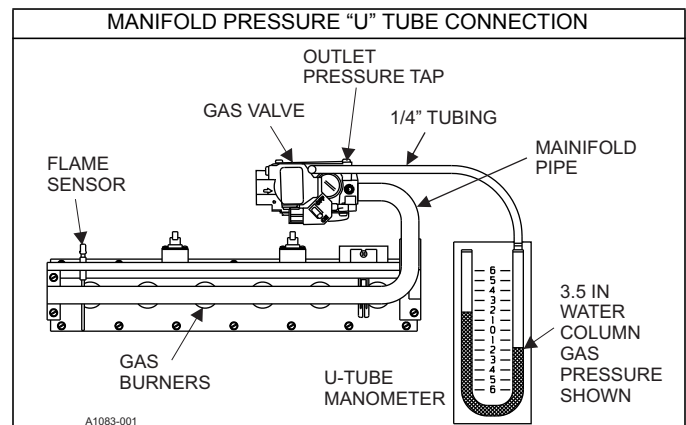 MANIFOLD PRESSURE “U” TUBE CONNECTION
OUTLET
PRESSURE TAP
GAS VALVE
1/4” TUBING
MAINIFOLD
PIPE
FLAME
SENSOR
6
5
4
3
2
1
0
1
2
3
4
5
6
3.5 IN
WATER
COLUMN
GAS
PRESSURE
SHOWN
GAS
BURNERS
U-TUBE
MANOMETER
A1083-001